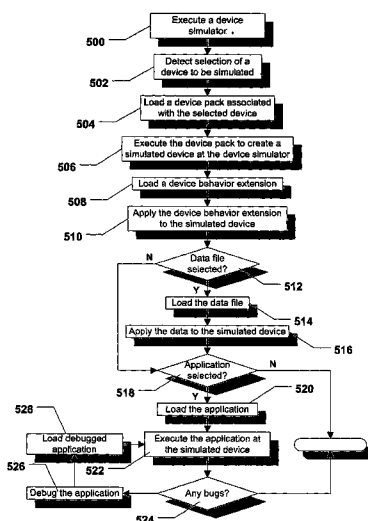 500
Execute a device
simulator
502
Detect selection of a
device to be simulated
504
Load a device pack associated
with the selected device
506
Execute the device pack to create a
simulated device at the device simulator
508
Load a device behavior extension
510
Apply the device behavior extension
to the simulated device
N
Data file
selected?
512
Y
Load the data file
514
Apply the data to the simulated device
516
Application
selected?
518
N
Y
520
Load the application
528
Load debugged
application
522
Execute the application at
the simulated device
526
Debug the application
Any bugs?
524